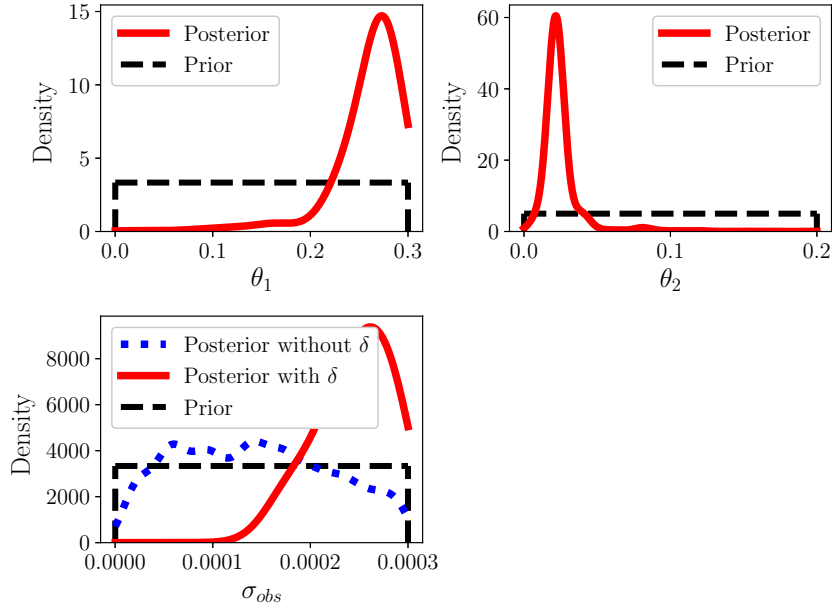 15
10
5
0
Density
Posterior
Prior
0.0 0.1 0.2 0.3
θ1
60
40
20
0
Density
Posterior
Prior
0.0 0.1 0.2
θ2
8000
6000
4000
2000
0
Density
Posterior without δ
Posterior with δ
Prior
0.0000 0.0001 0.0002 0.0003
σobs